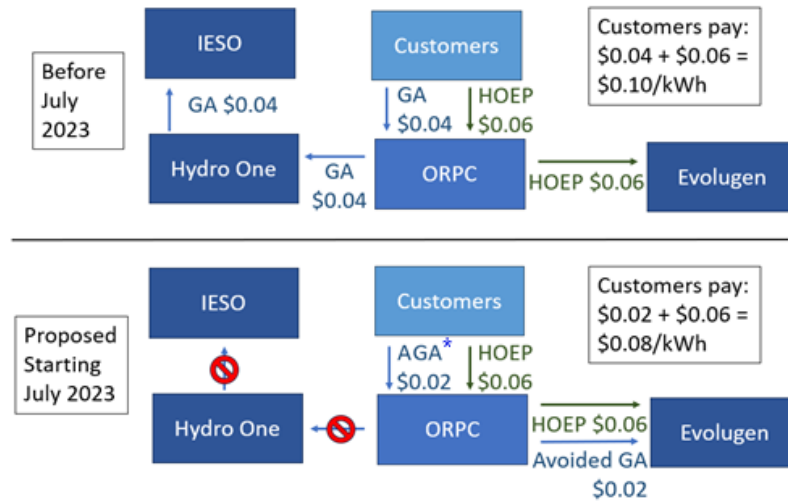 IESO
Customers
Customers pay:
$0.04 + $0.06 =
$0.10/kWh
Before
July
2023
GA $0.04
GA
$0.04
HOEP
$0.06
Hydro One
GA
$0.04
ORPC
HOEP $0.06
Evolugen
IESO
Customers
Customers pay:
$0.02 + $0.06 =
$0.08/kWh
Proposed
Starting
July 2023
AGA*
$0.02
HOEP
$0.06
Hydro One
ORPC
HOEP $0.06
Avoided GA
$0.02
Evolugen